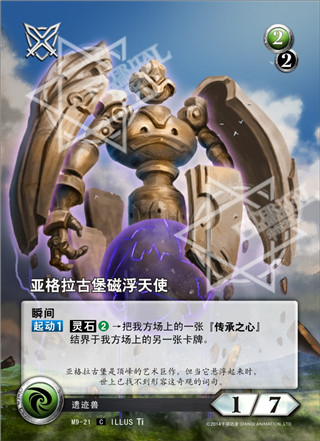 2
2
亚格拉古堡磁浮天使
瞬间
起动1 灵石 2 →把我方场上的一张『传承之心』
结界于我方场上的另一张卡牌。
亚格拉古堡是顶峰的艺术巨作，但当它悬浮起来时，
世上已找不到形容这奇观的词句。
遗迹兽
1/7
M9-21 C ILLUS Ti